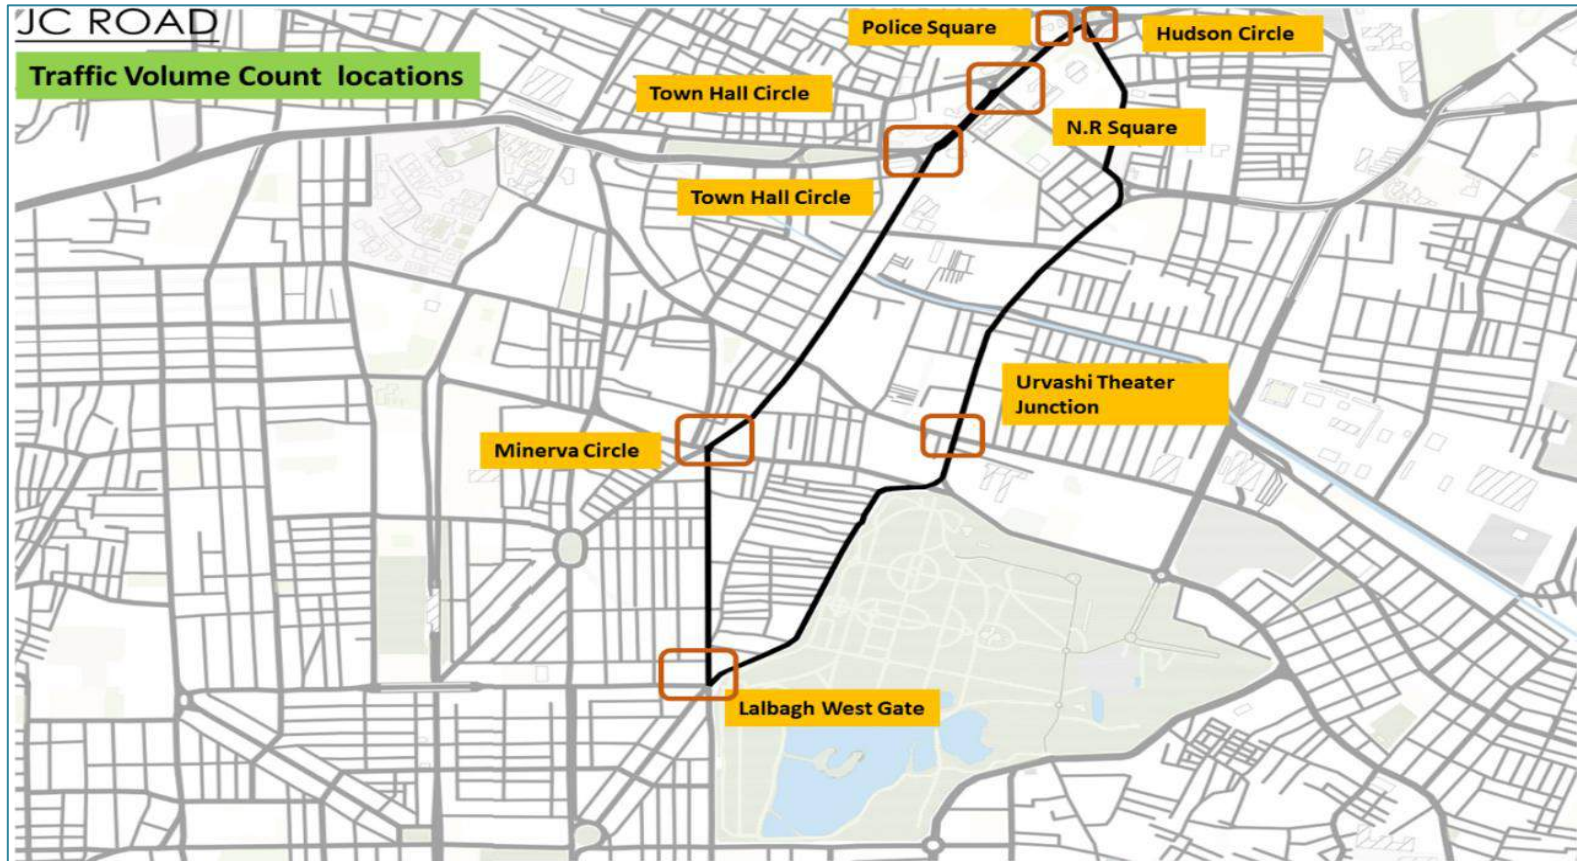 JC ROAD
Traffic Volume Count locations
Police Square
Hudson Circle
Town Hall Circle
N.R Square
Town Hall Circle
Urvashi Theater
Junction
Minerva Circle
Lalbagh West Gate